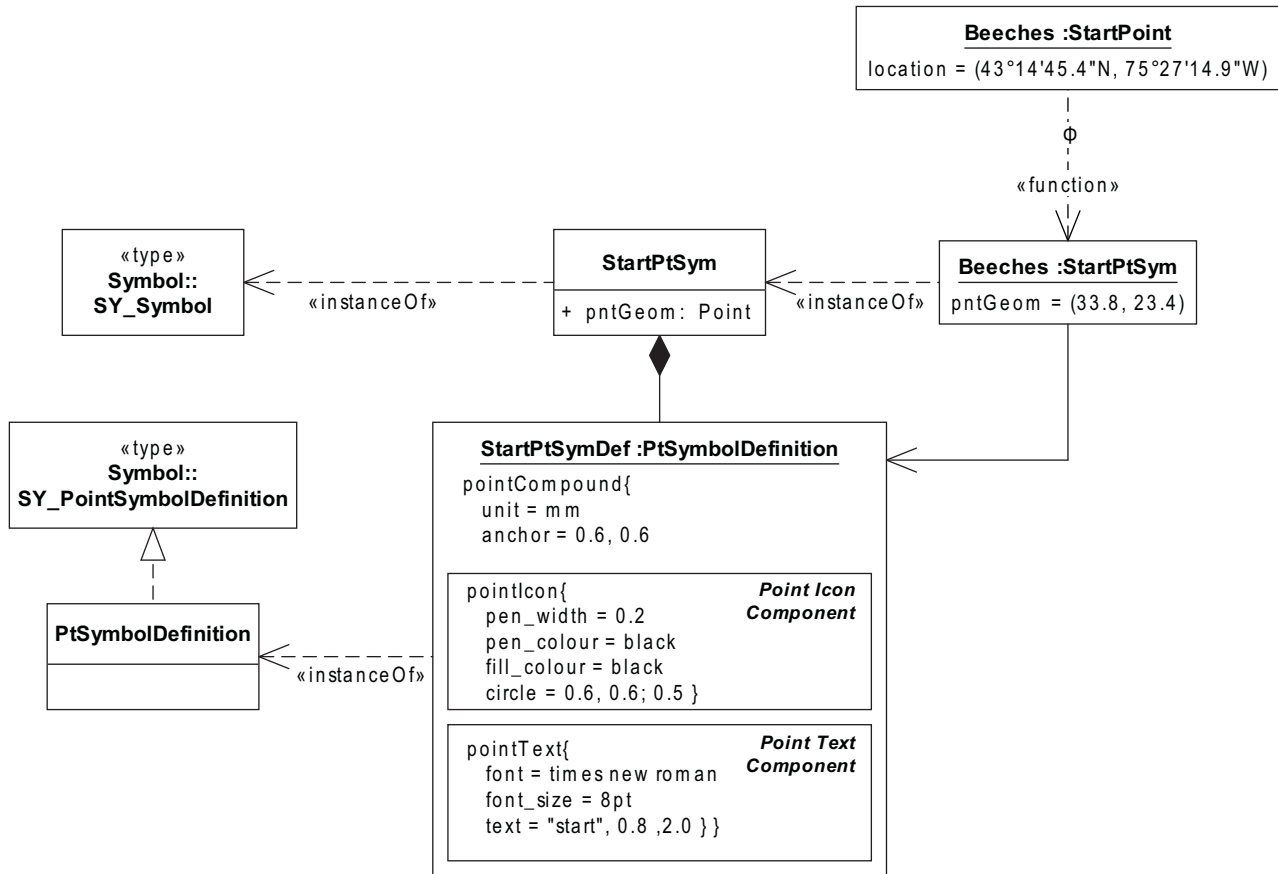 Beeches :StartPoint
location = (43°14'45.4"N, 75°27'14.9"W)
Φ
«function»
«type»
Symbol::
SY_Symbol
«instanceOf»
StartPtSym
+ pntGeom: Point
«instanceOf»
Beeches :StartPtSym
pntGeom = (33.8, 23.4)
«type»
Symbol::
SY_PointSymbolDefinition
PtSymbolDefinition
«instanceOf»
StartPtSymDef :PtSymbolDefinition
pointCompound{
unit = mm
anchor = 0.6, 0.6
pointIcon{
Point Icon
Component
pen_width = 0.2
pen_colour = black
fill_colour = black
circle = 0.6, 0.6; 0.5 }
pointText{
Point Text
Component
font = times new roman
font_size = 8pt
text = "start", 0.8 ,2.0 } }